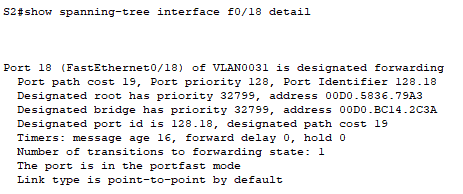 S2#show spanning-tree interface f0/18 detail
Port 18 (FastEthernet0/18) of VLAN0031 is designated forwarding
Port path cost 19, Port priority 128, Port Identifier 128.18
Designated root has priority 32799, address 00D0.5836.79A3
Designated bridge has priority 32799, address 00D0.BC14.2C3A
Designated port id is 128.18, designated path cost 19
Timers: message age 16, forward delay 0, hold 0
Number of transitions to forwarding state: 1
The port is in the portfast mode
Link type is point-to-point by default